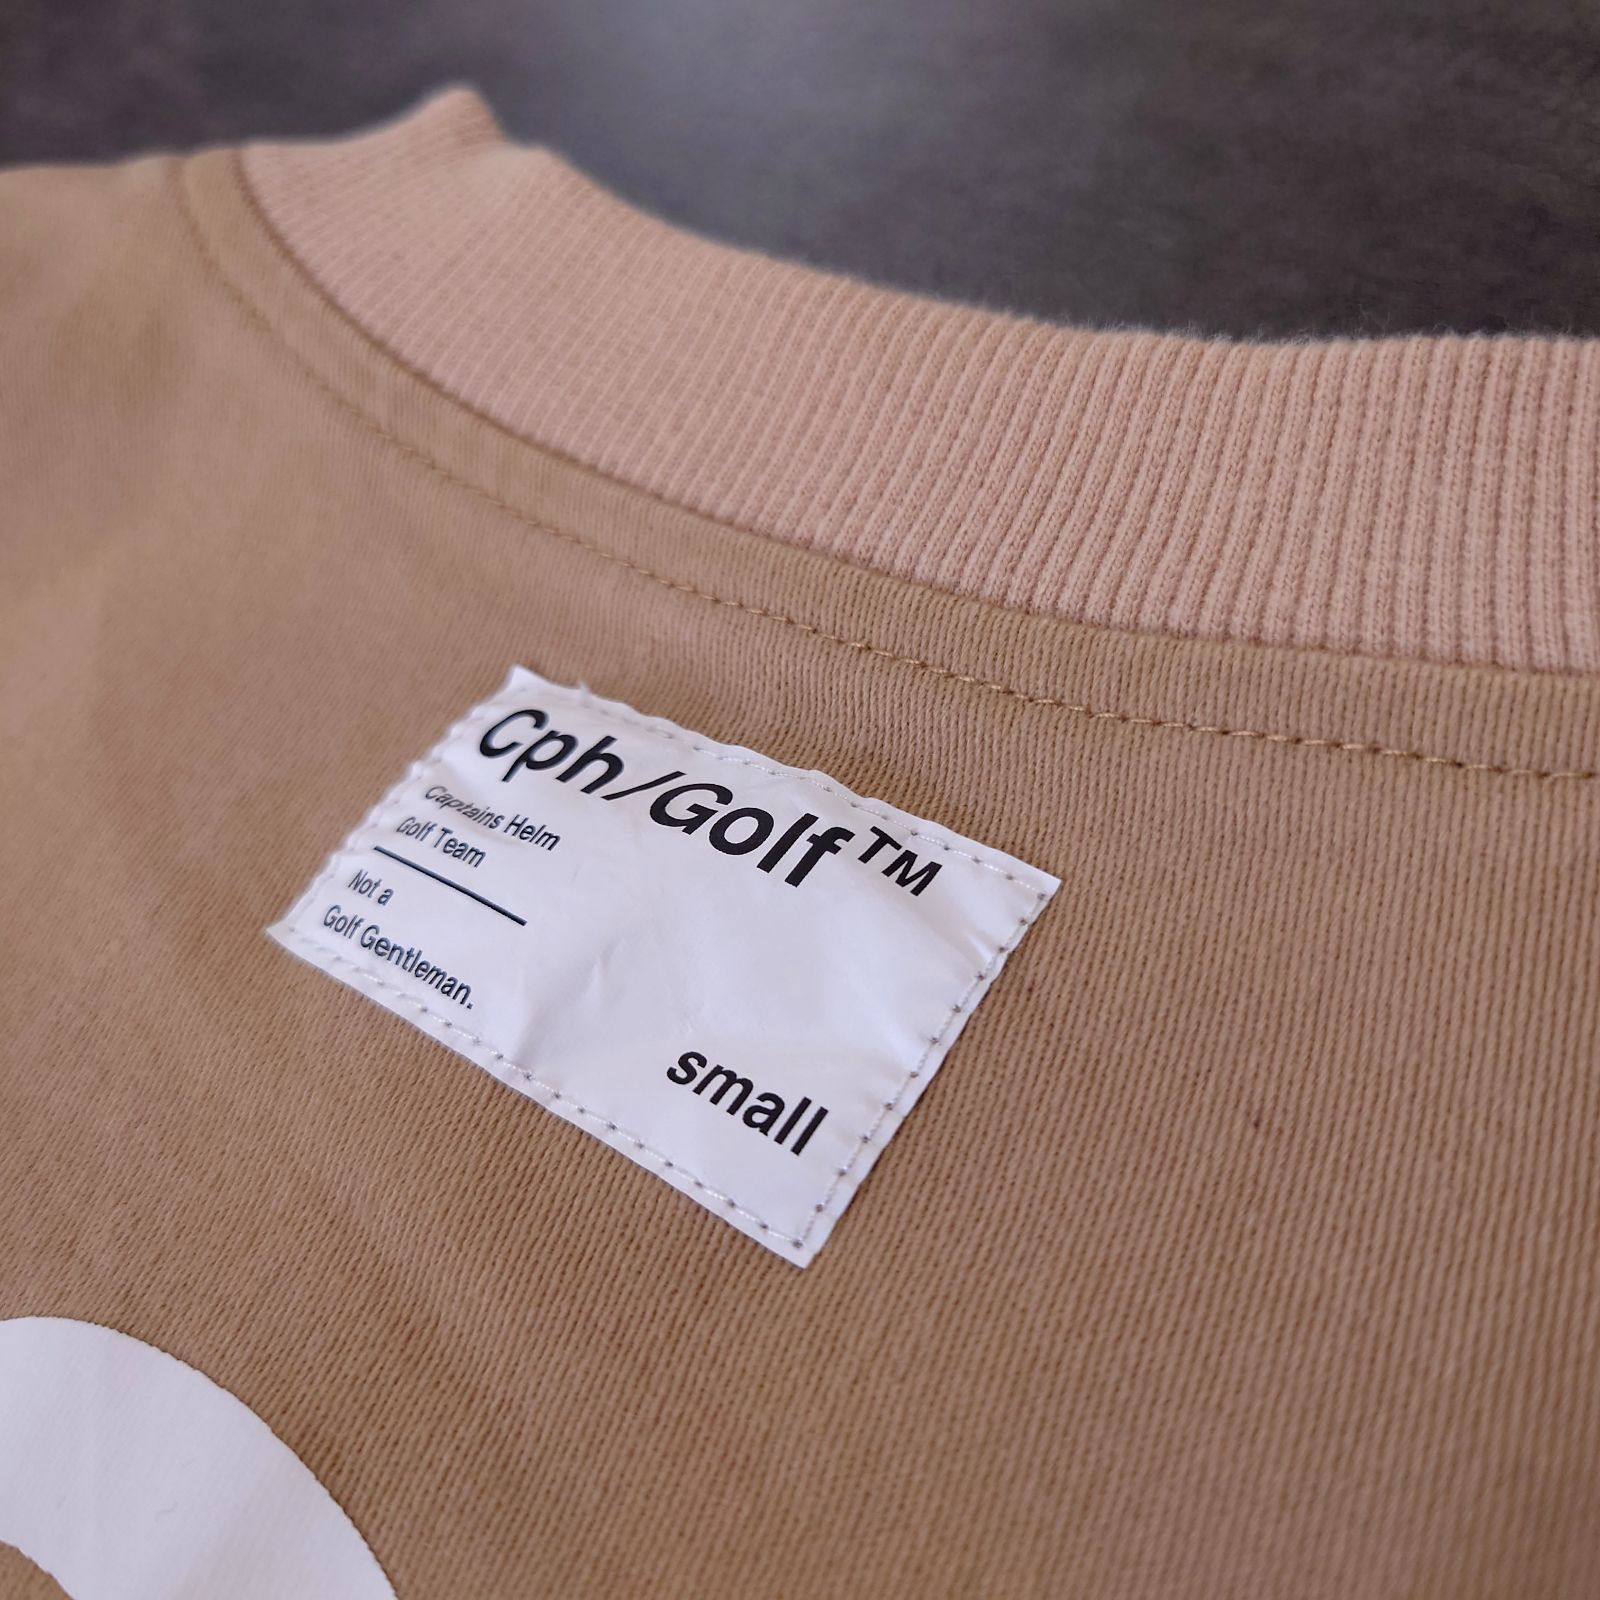 Cph/Golf™
Captains Helm
Golf Team
Not a
Golf Gentleman.
small